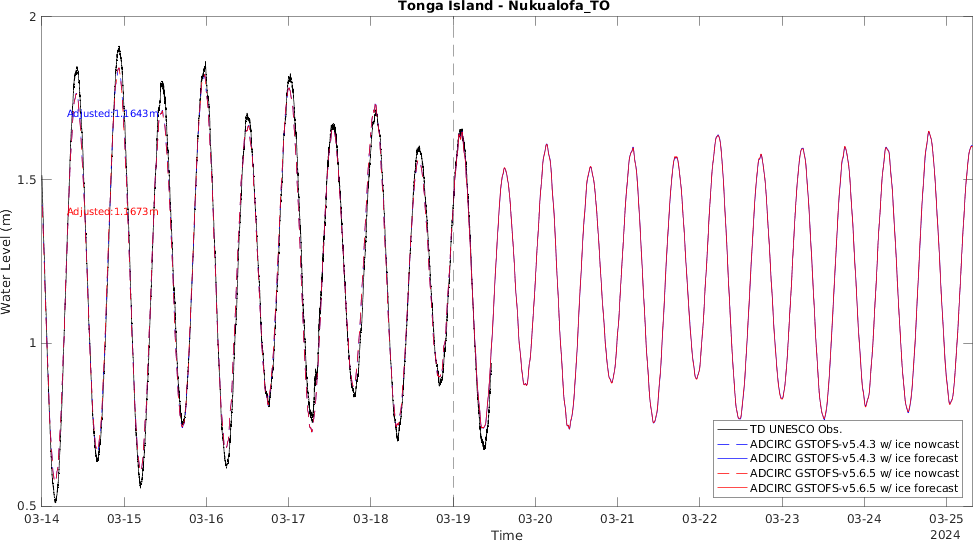 Tonga Island - Nukualofa_TO
2
Adjusted:1.1643m
1.5
Adjusted:1.1673m
Water Level (m)
1
TD UNESCO Obs.
ADCIRC GSTOFS-v5.4.3 w/ ice nowcast
ADCIRC GSTOFS-v5.4.3 w/ ice forecast
ADCIRC GSTOFS-v5.6.5 w/ ice nowcast
ADCIRC GSTOFS-v5.6.5 w/ ice forecast
0.5
03-14 03-15 03-16 03-17 03-18 03-19 03-20 03-21 03-22 03-23 03-24 03-25
Time
2024